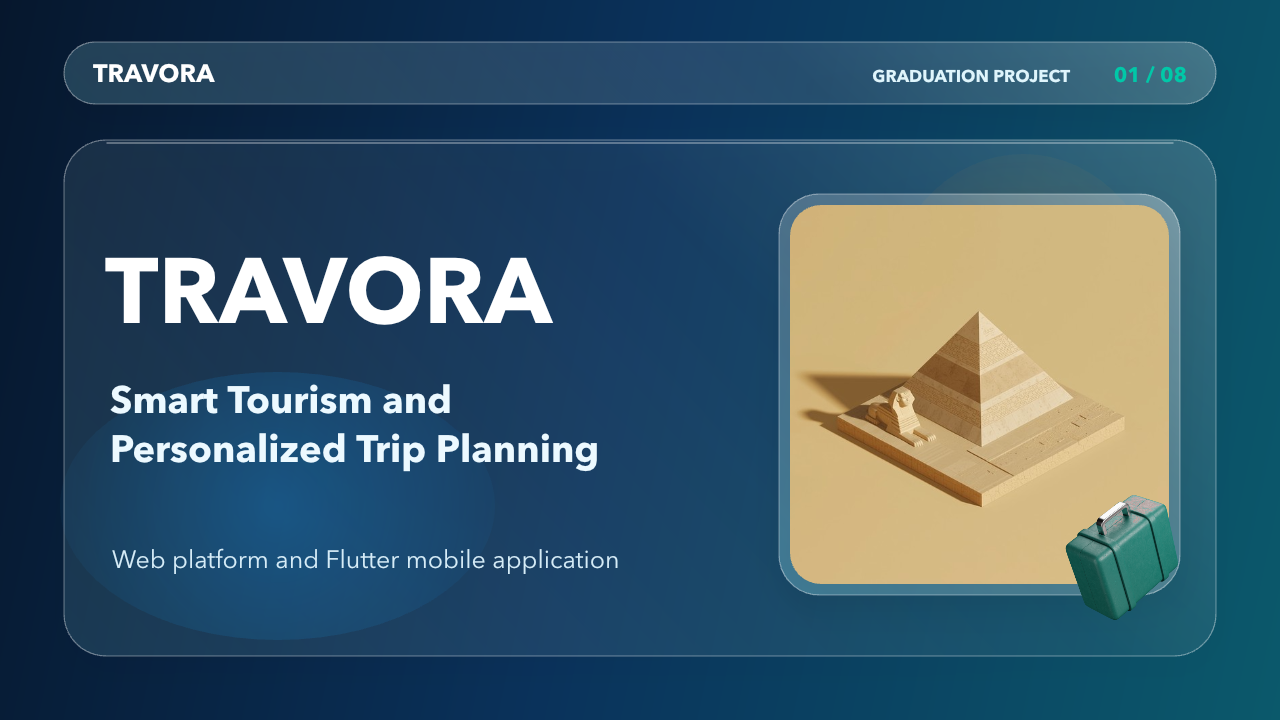 TRAVORA
GRADUATION PROJECT
01 / 08
TRAVORA
Smart Tourism and
Personalized Trip Planning
Web platform and Flutter mobile application